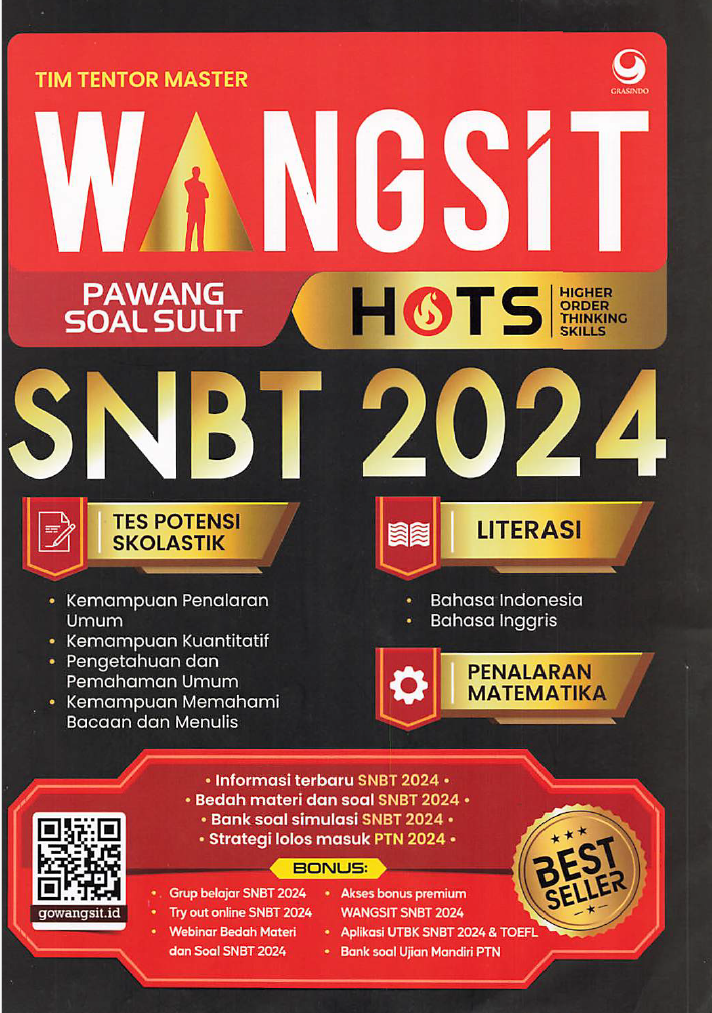 TIM TENTOR MASTER
GRASINDO
WANGSIT
PAWANG
SOAL SULIT
HOTS
HIGHER
ORDER
THINKING
SKILLS
SNBT 2024
TES POTENSI
SKOLASTIK
• Kemampuan Penalaran
Umum
• Kemampuan Kuantitatif
• Pengetahuan dan
Pemahaman Umum
• Kemampuan Memahami
Bacaan dan Menulis
LITERASI
• Bahasa Indonesia
• Bahasa Inggris
PENALARAN
MATEMATIKA
• Informasi terbaru SNBT 2024 •
• Bedah materi dan soal SNBT 2024 •
• Bank soal simulasi SNBT 2024 •
• Strategi lolos masuk PTN 2024 •
gowangsit.id
BONUS:
• Grup belajar SNBT 2024
• Try out online SNBT 2024
• Webinar Bedah Materi
dan Soal SNBT 2024
• Akses bonus premium
WANGSIT SNBT 2024
• Aplikasi UTBK SNBT 2024 & TOEFL
• Bank soal Ujian Mandiri PTN
BEST
SELLER